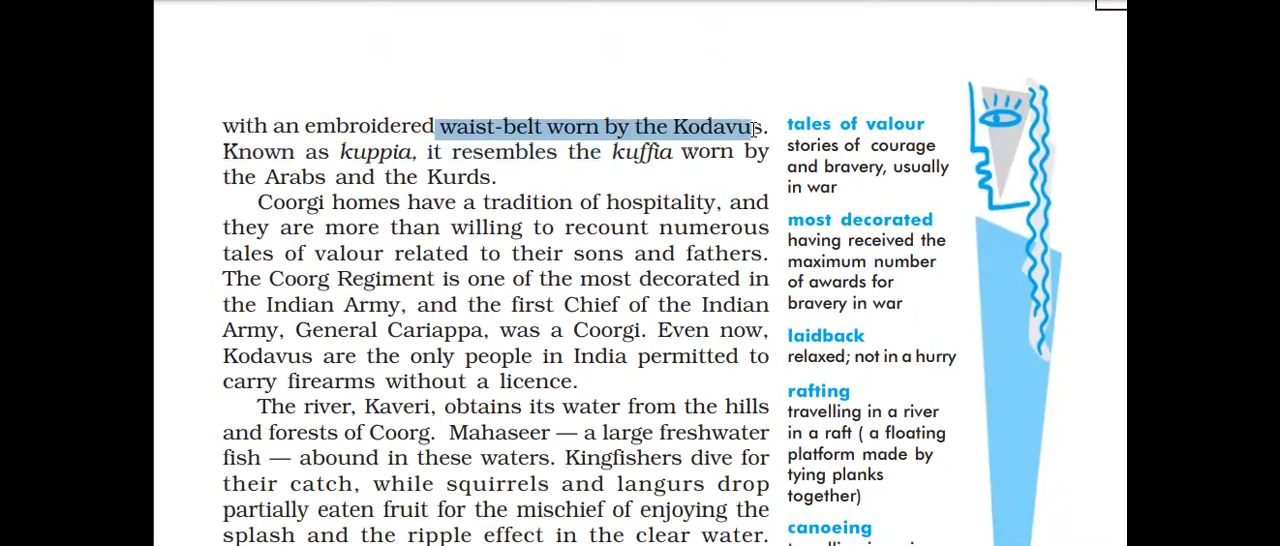 with an embroidered waist-belt worn by the Kodavus.
Known as kuppia, it resembles the kuffia worn by
the Arabs and the Kurds.
Coorgi homes have a tradition of hospitality, and
they are more than willing to recount numerous
tales of valour related to their sons and fathers.
The Coorg Regiment is one of the most decorated in
the Indian Army, and the first Chief of the Indian
Army, General Cariappa, was a Coorgi. Even now,
Kodavus are the only people in India permitted to
carry firearms without a licence.
The river, Kaveri, obtains its water from the hills
and forests of Coorg. Mahaseer — a large freshwater
fish — abound in these waters. Kingfishers dive for
their catch, while squirrels and langurs drop
partially eaten fruit for the mischief of enjoying the
splash and the ripple effect in the clear water.
tales of valour
stories of courage
and bravery, usually
in war
most decorated
having received the
maximum number
of awards for
bravery in war
laidback
relaxed; not in a hurry
rafting
travelling in a river
in a raft ( a floating
platform made by
tying planks
together)
canoeing